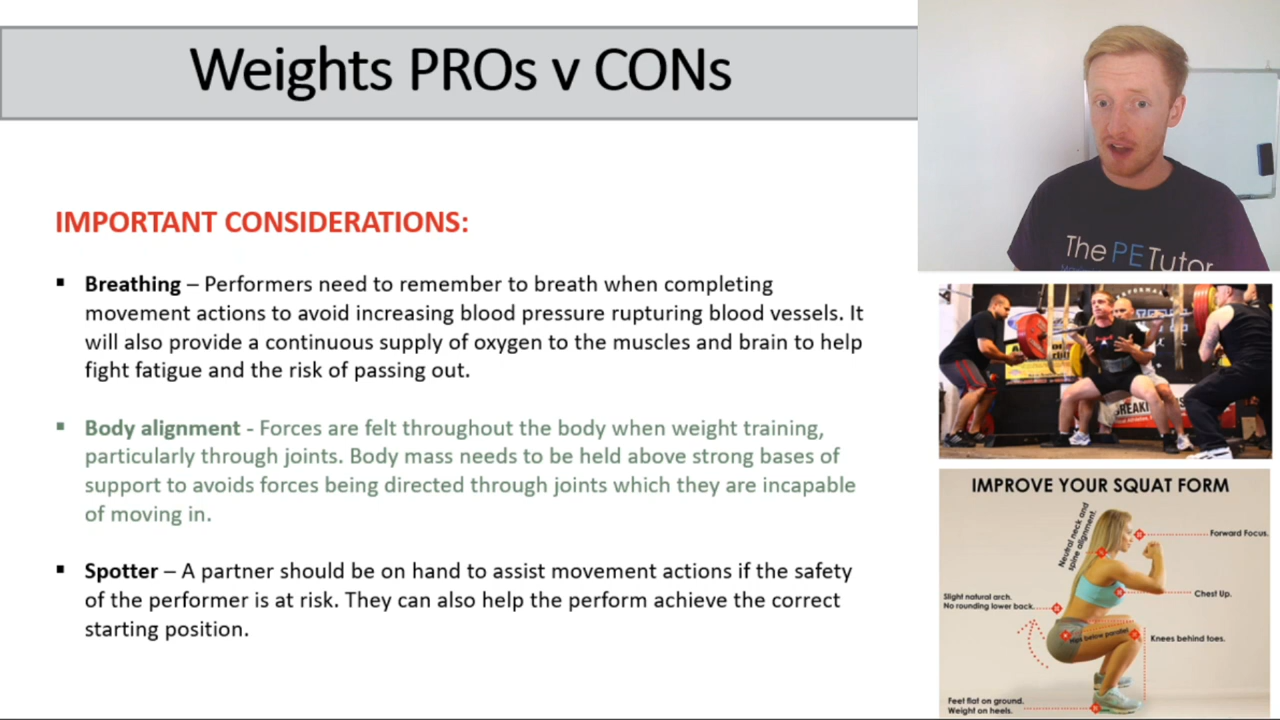 Weights PROs v CONs
IMPORTANT CONSIDERATIONS:
▪ Breathing – Performers need to remember to breath when completing
movement actions to avoid increasing blood pressure rupturing blood vessels. It
will also provide a continuous supply of oxygen to the muscles and brain to help
fight fatigue and the risk of passing out.
▪ Body alignment - Forces are felt throughout the body when weight training,
particularly through joints. Body mass needs to be held above strong bases of
support to avoids forces being directed through joints which they are incapable
of moving in.
▪ Spotter – A partner should be on hand to assist movement actions if the safety
of the performer is at risk. They can also help the perform achieve the correct
starting position.
The PE Tutor
IMPROVE YOUR SQUAT FORM
Neutral neck and
spine alignment.
Forward Focus.
Chest Up.
Slight natural arch.
No rounding lower back.
Hips below parallel
Knees behind toes.
Feet flat on ground.
Weight on heels.